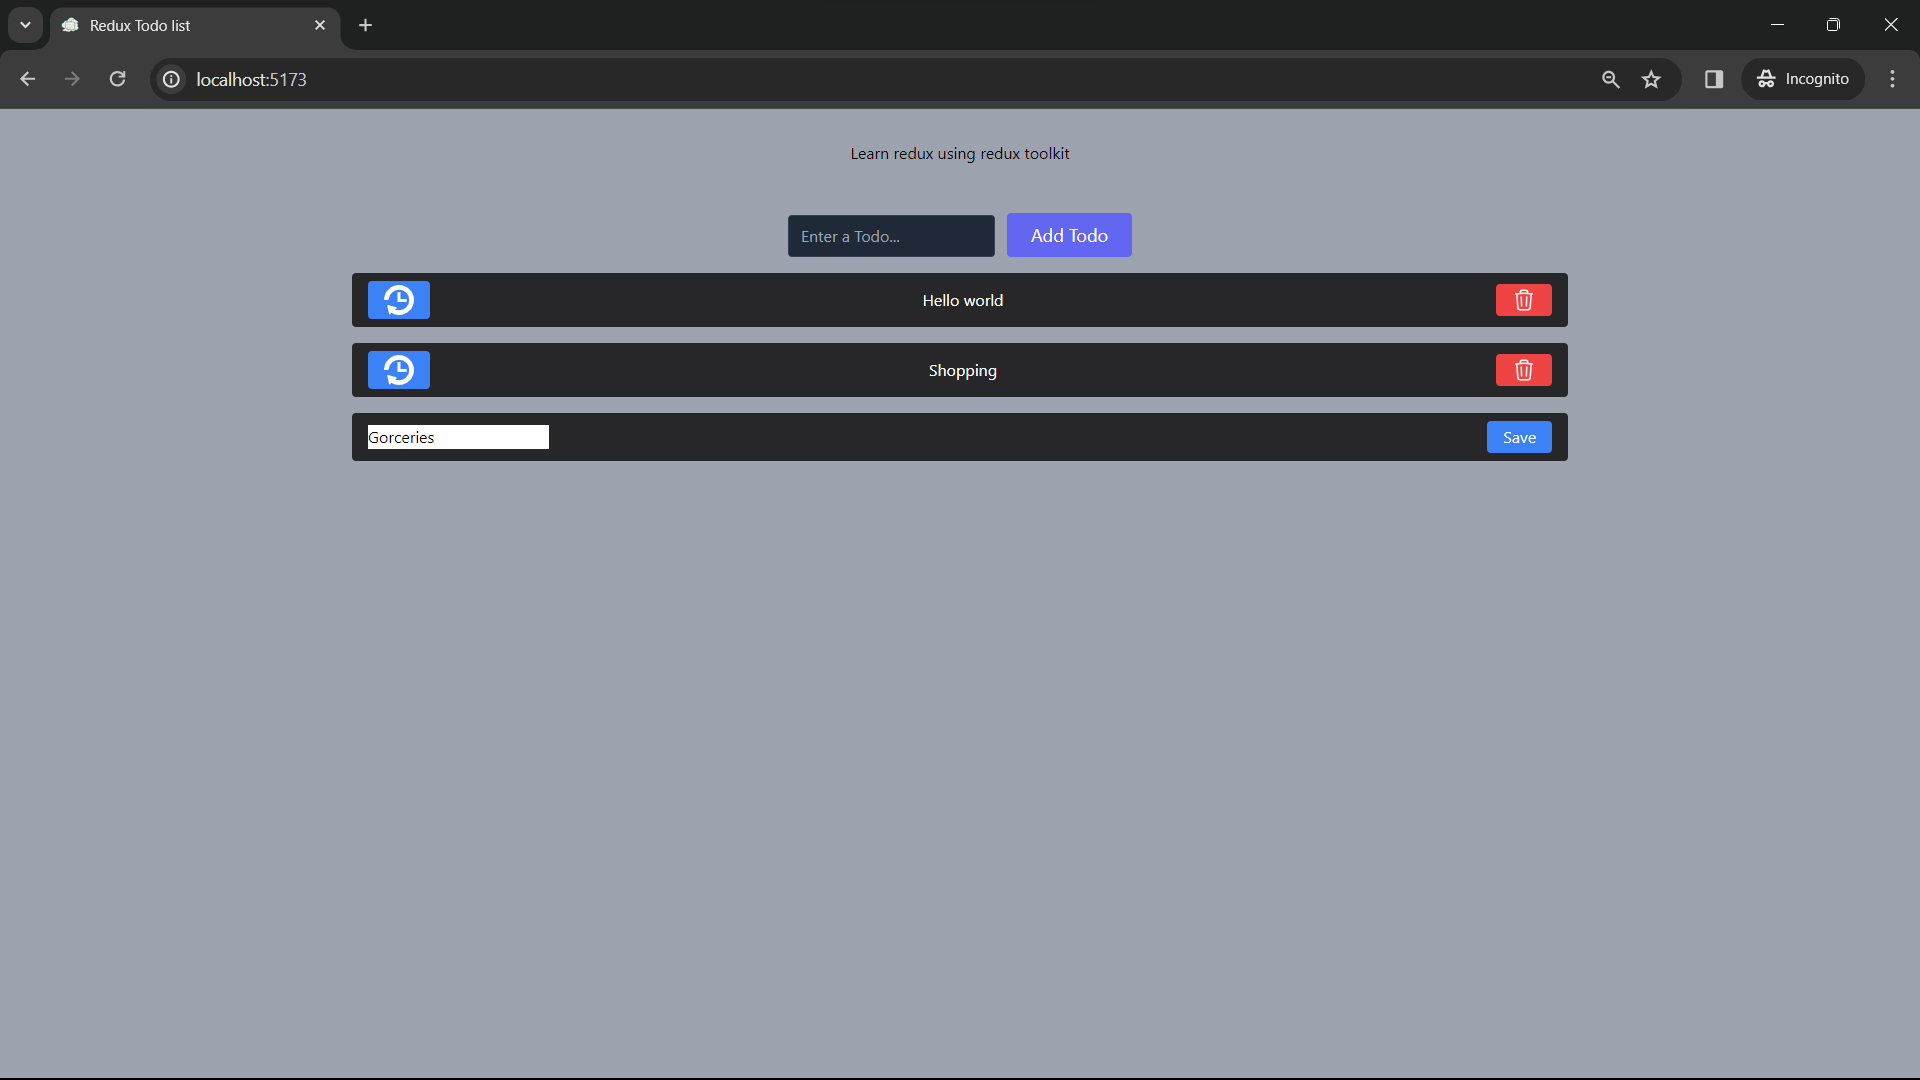 Redux Todo list
localhost:5173
Incognito
Learn redux using redux toolkit
Enter a Todo...
Add Todo
Hello world
Shopping
Gorceries
Save